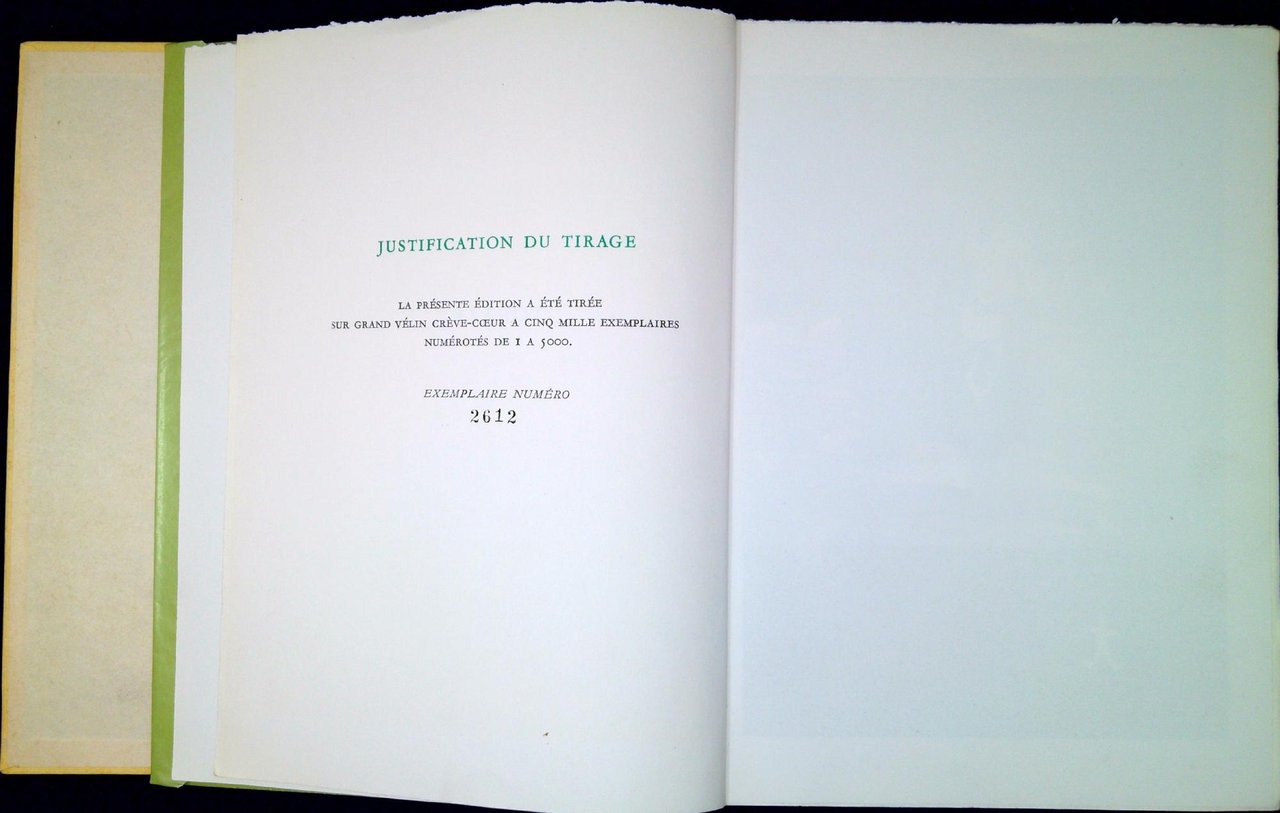 JUSTIFICATION DU TIRAGE
LA PRÉSENTE ÉDITION A ÉTÉ TIRÉE
SUR GRAND VÉLIN CRÈVE-CŒUR A CINQ MILLE EXEMPLAIRES
NUMÉROTÉS DE 1 A 5000.
EXEMPLAIRE NUMÉRO
2612